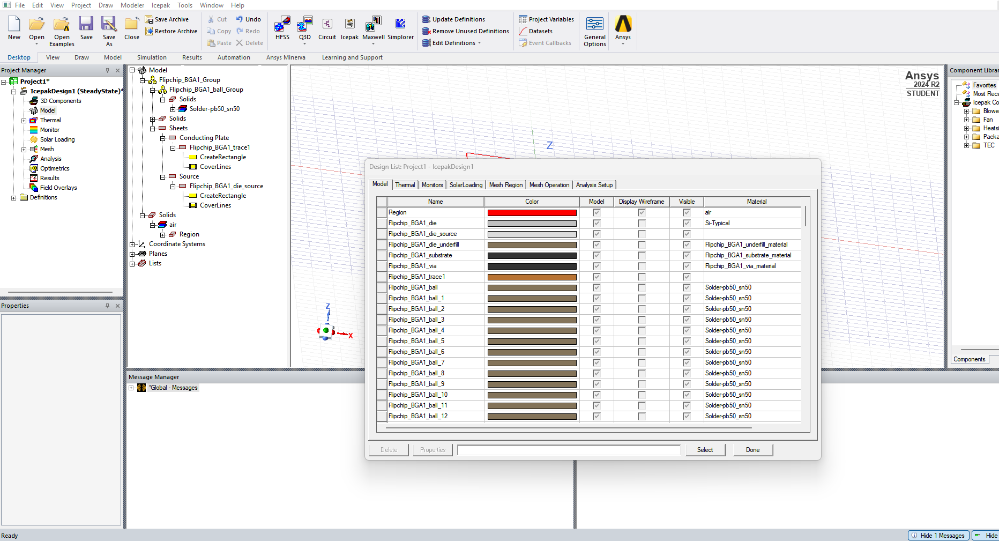 File Edit View Project Draw Modeler Icepak Tools Window Help
New Open Open Examples Save Save As Close
Save Archive
Restore Archive
Cut Undo
Copy Redo
Paste Delete
HFSS Q3D Circuit Icepak Maxwell Simplorer
Update Definitions
Remove Unused Definitions
Edit Definitions
Project Variables
Datasets
Event Callbacks
General Options
Ansys
Desktop View Draw Model Simulation Results Automation Ansys Minerva Learning and Support
Project Manager
Project1*
IcepakDesign1 (SteadyState)*
3D Components
Model
Thermal
Monitor
Solar Loading
Mesh
Analysis
Optimetrics
Results
Field Overlays
Definitions
Properties
Model
Flipchip_BGA1_Group
Flipchip_BGA1_ball_Group
Solids
Solder-pb50_sn50
Solids
Sheets
Conducting Plate
Flipchip_BGA1_trace1
CreateRectangle
CoverLines
Source
Flipchip_BGA1_die_source
CreateRectangle
CoverLines
Solids
air
Region
Coordinate Systems
Planes
Lists
Z
Z
X
Ansys
2024 R2
STUDENT
Component Librar
Favorites
Most Rece
Icepak Co
Blowe
Fan
Heatsi
Packa
TEC
Components
Message Manager
*Global - Messages
Design List: Project1 - IcepakDesign1
Model Thermal Monitors SolarLoading Mesh Region Mesh Operation Analysis Setup
Name Color Model Display Wireframe Visible Material
Region air
Flipchip_BGA1_die Si-Typical
Flipchip_BGA1_die_source
Flipchip_BGA1_die_underfill Flipchip_BGA1_underfill_material
Flipchip_BGA1_substrate Flipchip_BGA1_substrate_material
Flipchip_BGA1_via Flipchip_BGA1_via_material
Flipchip_BGA1_trace1
Flipchip_BGA1_ball Solder-pb50_sn50
Flipchip_BGA1_ball_1 Solder-pb50_sn50
Flipchip_BGA1_ball_2 Solder-pb50_sn50
Flipchip_BGA1_ball_3 Solder-pb50_sn50
Flipchip_BGA1_ball_4 Solder-pb50_sn50
Flipchip_BGA1_ball_5 Solder-pb50_sn50
Flipchip_BGA1_ball_6 Solder-pb50_sn50
Flipchip_BGA1_ball_7 Solder-pb50_sn50
Flipchip_BGA1_ball_8 Solder-pb50_sn50
Flipchip_BGA1_ball_9 Solder-pb50_sn50
Flipchip_BGA1_ball_10 Solder-pb50_sn50
Flipchip_BGA1_ball_11 Solder-pb50_sn50
Flipchip_BGA1_ball_12 Solder-pb50_sn50
Delete Properties Select Done
Ready
Hide 1 Messages
Hide